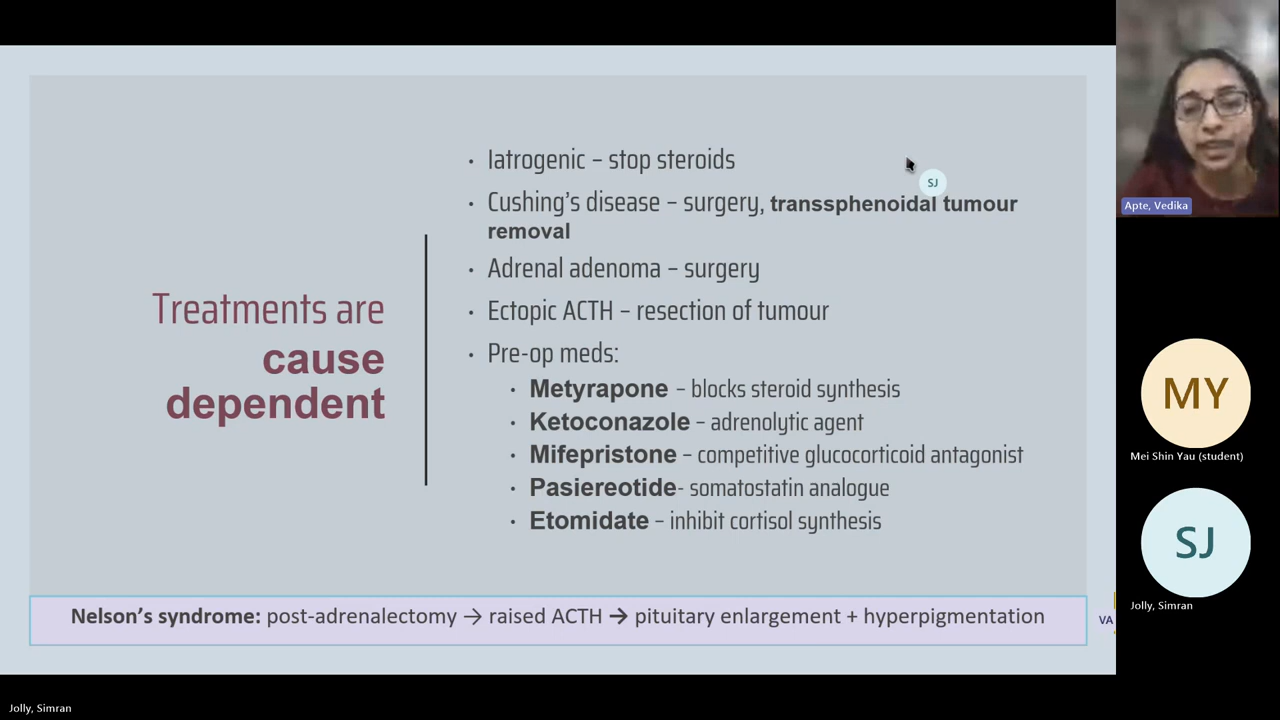 Treatments are
cause
dependent
• Iatrogenic – stop steroids
• Cushing's disease – surgery, transsphenoidal tumour
removal
• Adrenal adenoma – surgery
• Ectopic ACTH – resection of tumour
• Pre-op meds:
• Metyrapone – blocks steroid synthesis
• Ketoconazole – adrenolytic agent
• Mifepristone – competitive glucocorticoid antagonist
• Pasiereotide- somatostatin analogue
• Etomidate – inhibit cortisol synthesis
Nelson's syndrome: post-adrenalectomy → raised ACTH → pituitary enlargement + hyperpigmentation
SJ
VA
Apte, Vedika
MY
Mei Shin Yau (student)
SJ
Jolly, Simran
Jolly, Simran